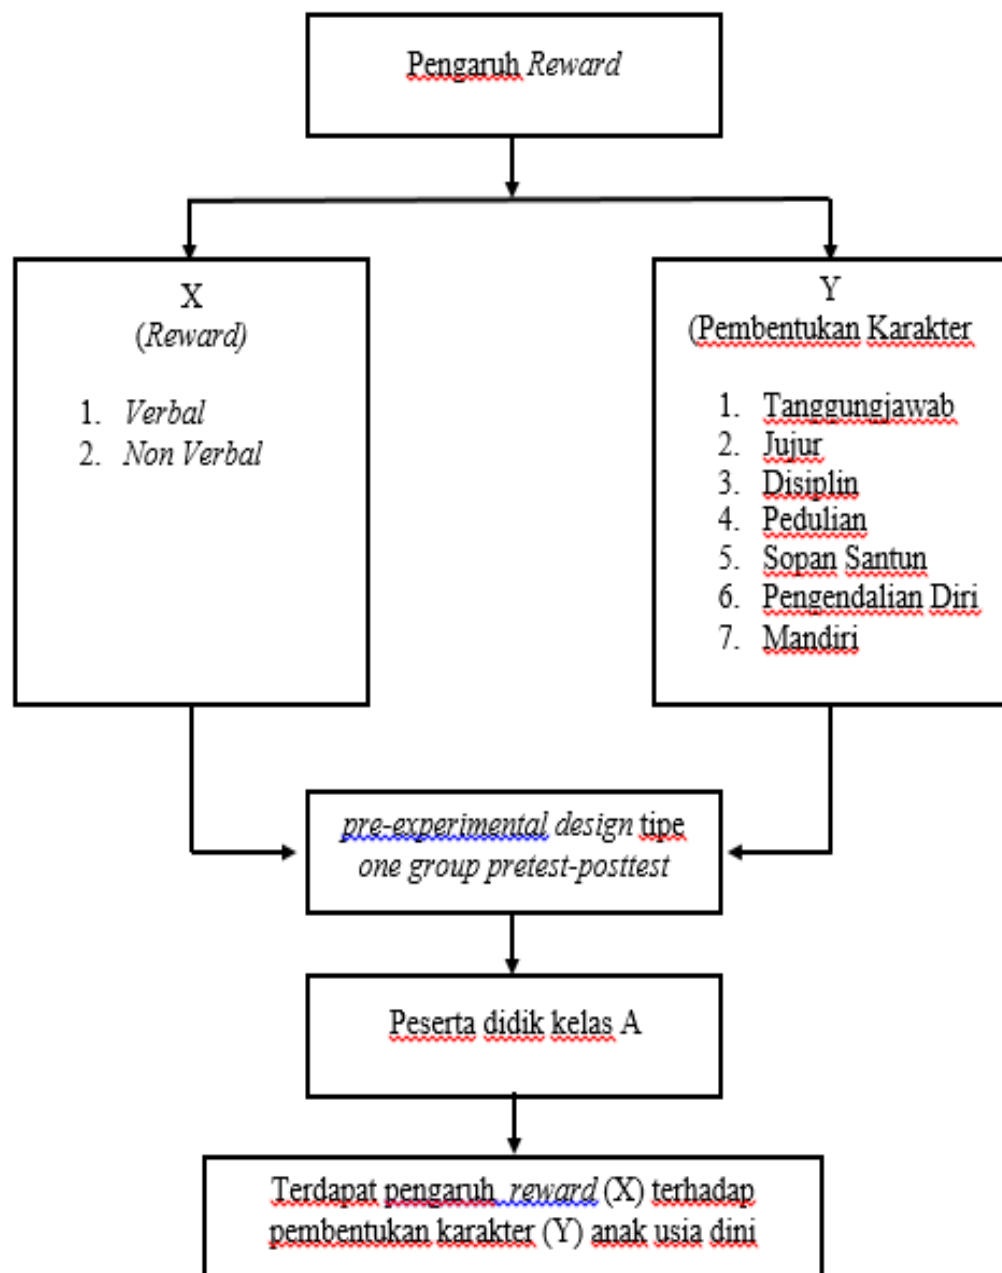 Pengaruh Reward
X
(Reward)
1. Verbal
2. Non Verbal
Y
(Pembentukan Karakter
1. Tanggungjawab
2. Jujur
3. Disiplin
4. Pedulian
5. Sopan Santun
6. Pengendalian Diri
7. Mandiri
pre-experimental design tipe
one group pretest-posttest
Peserta didik kelas A
Terdapat pengaruh reward (X) terhadap
pembentukan karakter (Y) anak usia dini